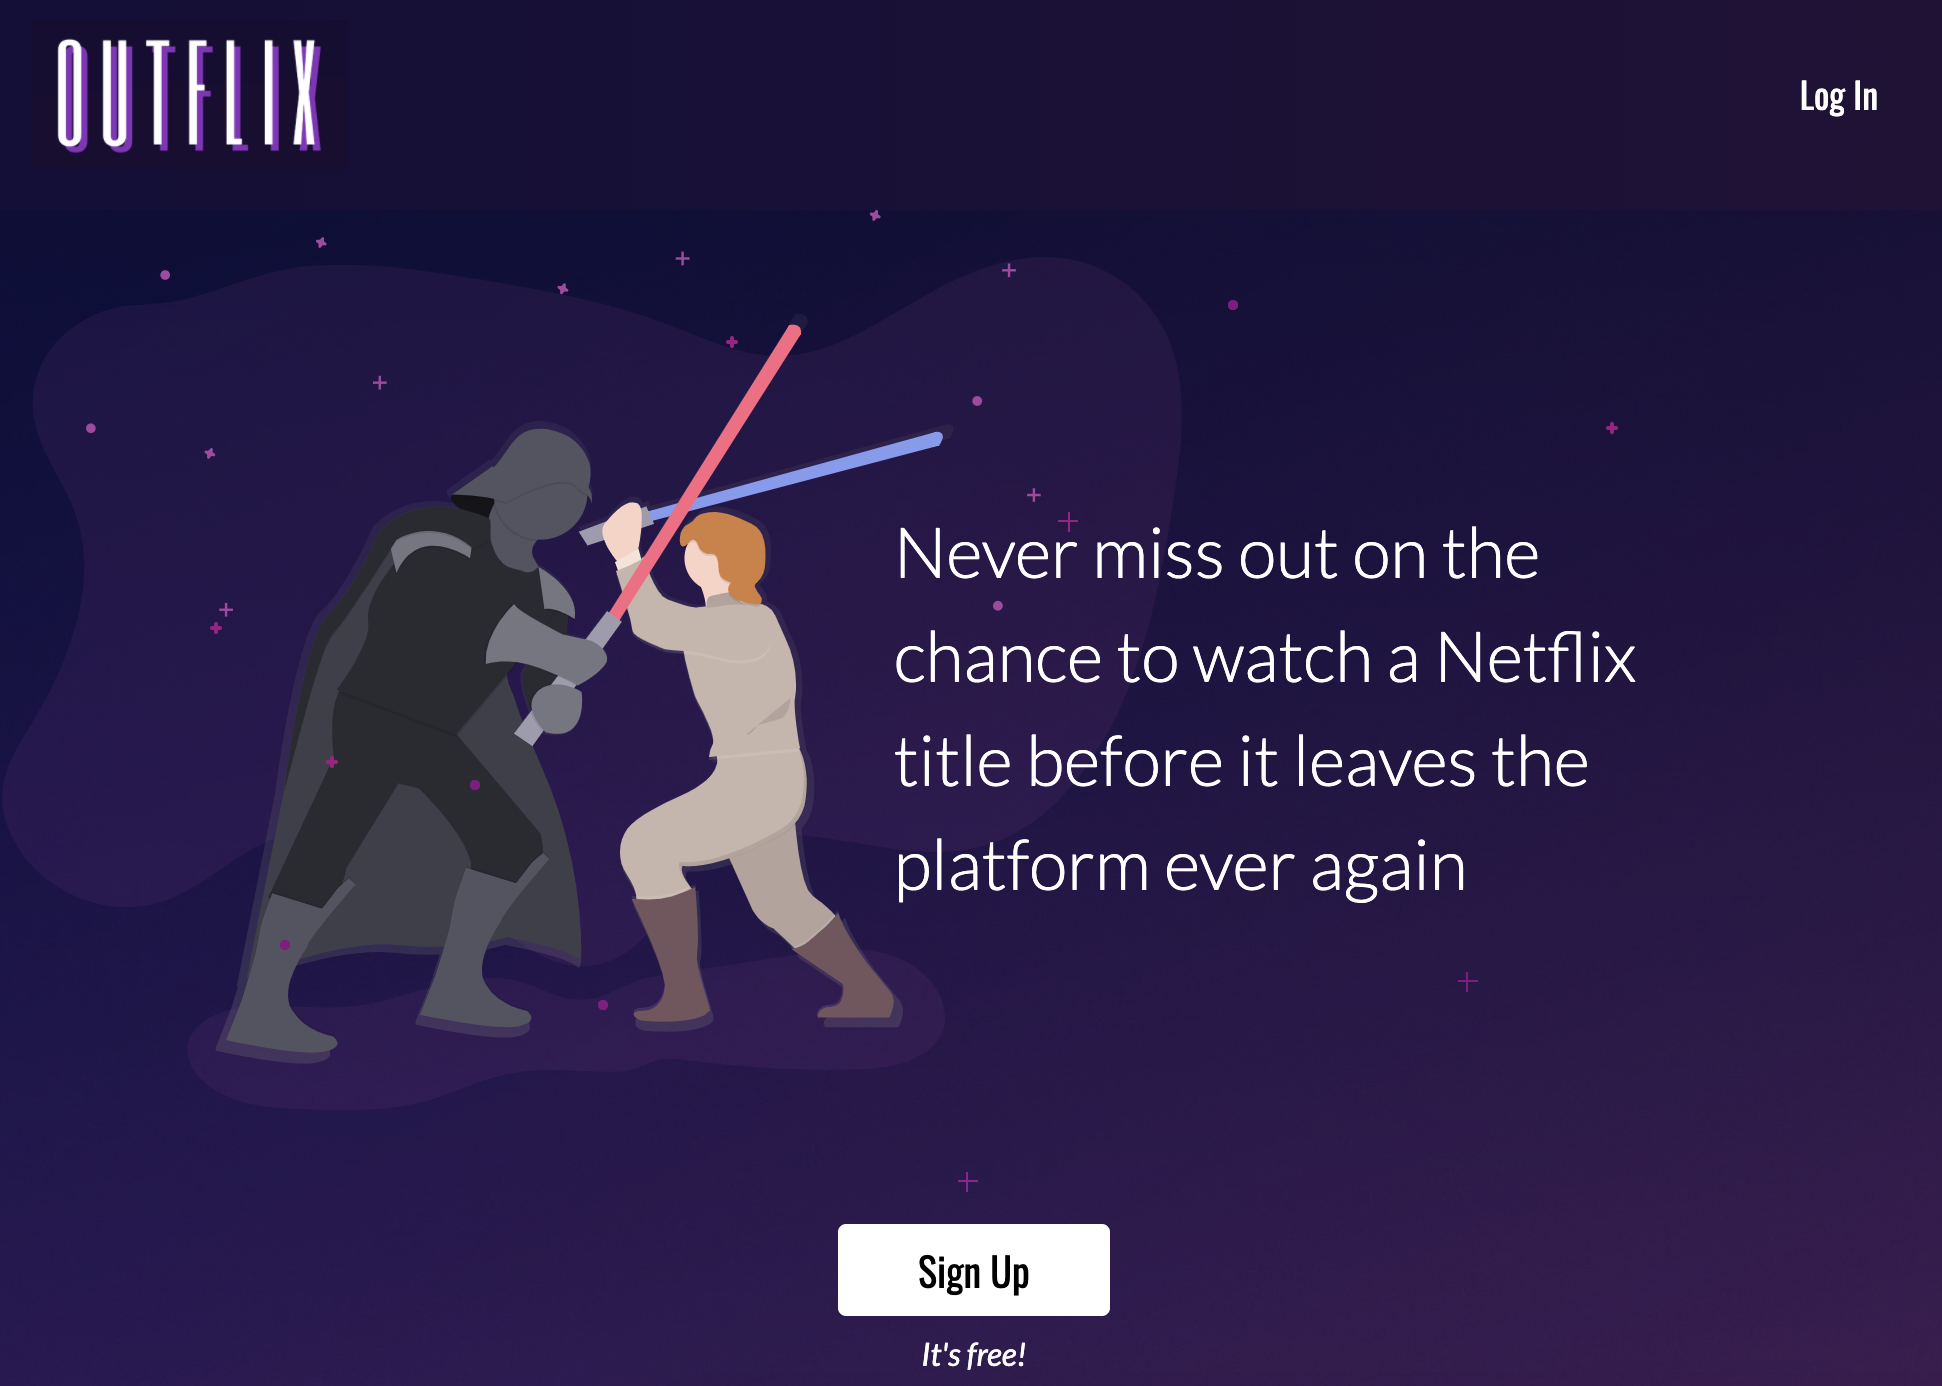 OUTFLIX
Log In
Never miss out on the
chance to watch a Netflix
title before it leaves the
platform ever again
Sign Up
It's free!